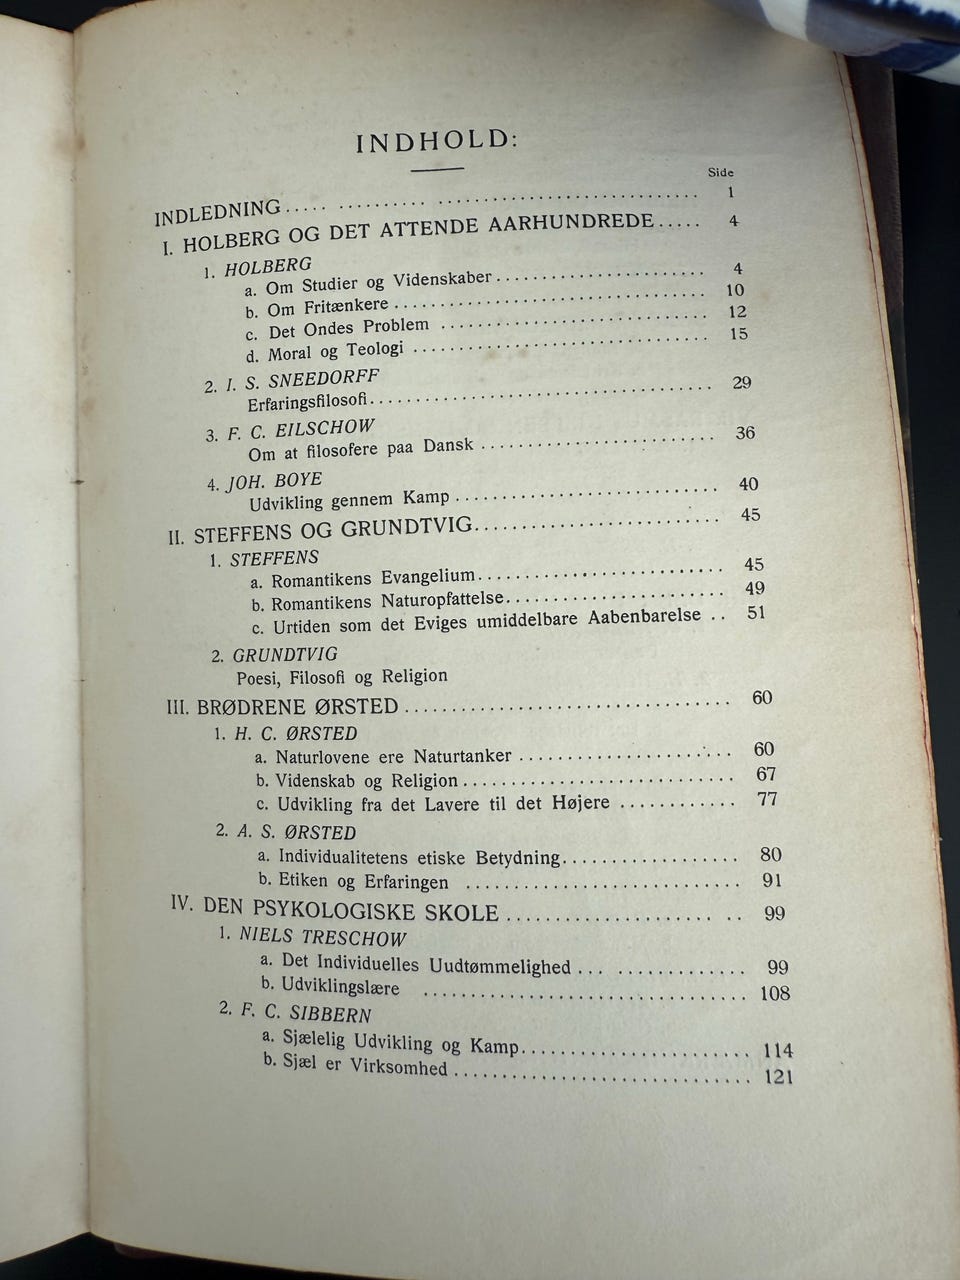 INDHOLD:
Side
INDLEDNING..... .......... ............................ 1
I. HOLBERG OG DET ATTENDE AARHUNDREDE..... 4
1. HOLBERG
a. Om Studier og Videnskaber........................ 4
b. Om Fritænkere.................................... 10
c. Det Ondes Problem .............................. 12
d. Moral og Teologi ................................ 15
2. I. S. SNEEDORFF
Erfaringsfilosofi...................................... 29
3. F. C. EILSCHOW
Om at filosofere paa Dansk .......................... 36
4. JOH. BOYE
Udvikling gennem Kamp ............................. 40
II. STEFFENS OG GRUNDTVIG........................... 45
1. STEFFENS
a. Romantikens Evangelium........................... 45
b. Romantikens Naturopfattelse........................ 49
c. Urtiden som det Eviges umiddelbare Aabenbarelse .. 51
2. GRUNDTVIG
Poesi, Filosofi og Religion
III. BRØDRENE ØRSTED ................................. 60
1. H. C. ØRSTED
a. Naturlovene ere Naturtanker ....................... 60
b. Videnskab og Religion............................. 67
c. Udvikling fra det Lavere til det Højere ............ 77
2. A. S. ØRSTED
a. Individualitetens etiske Betydning.................... 80
b. Etiken og Erfaringen .............................. 91
IV. DEN PSYKOLOGISKE SKOLE ..................... .. 99
1. NIELS TRESCHOW
a. Det Individuelles Uudtømmelighed ... .............. 99
b. Udviklingslære ................................... 108
2. F. C. SIBBERN
a. Sjælelig Udvikling og Kamp......................... 114
b. Sjæl er Virksomhed ................................ 121